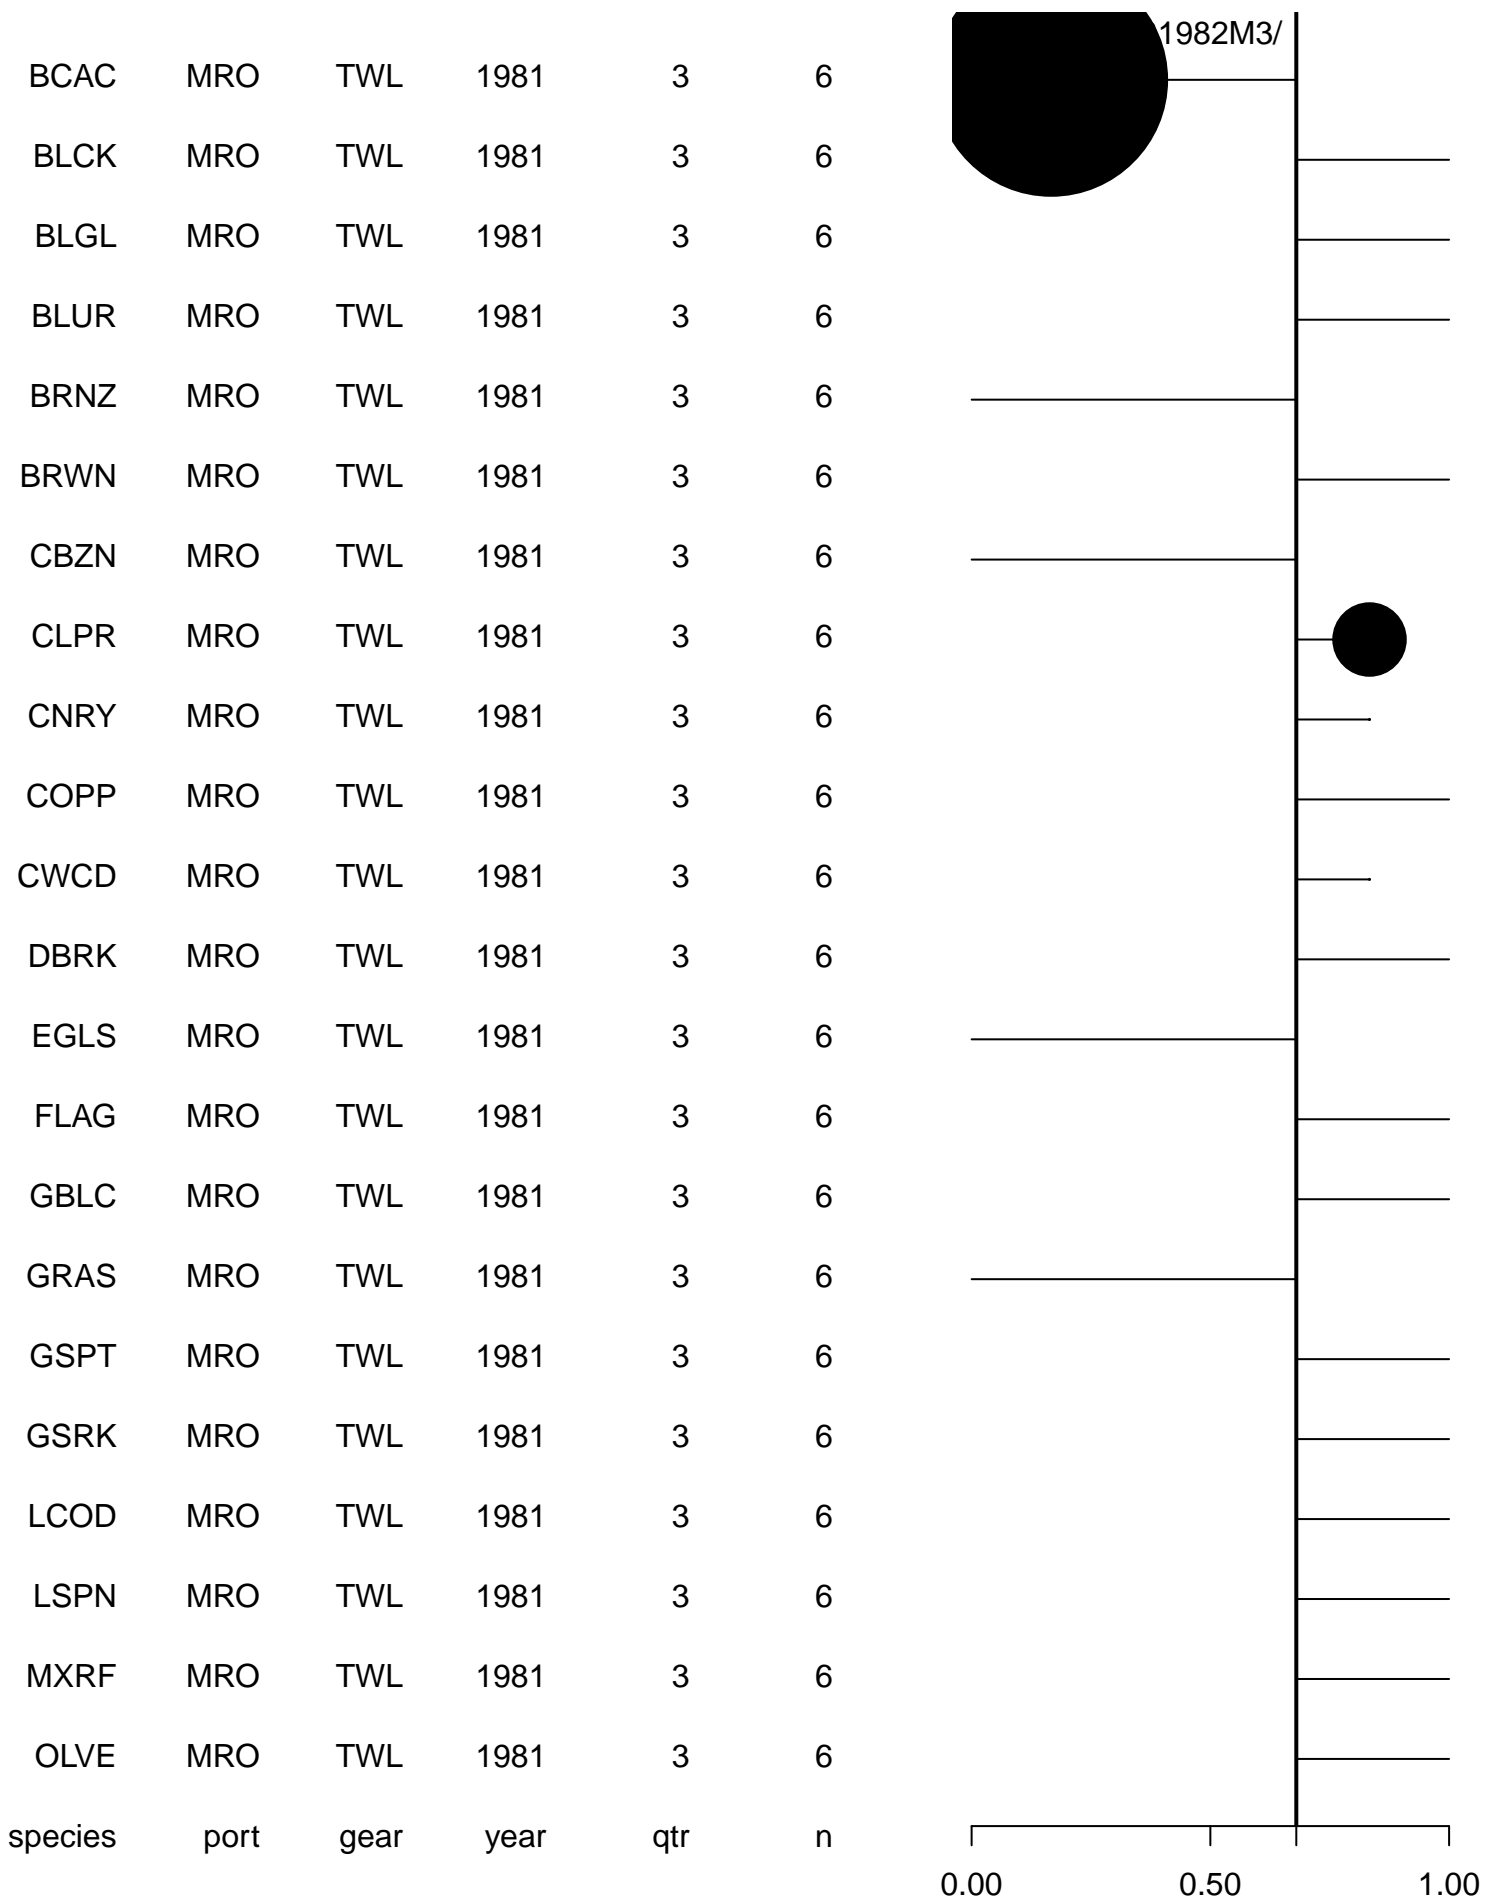 1982M3/
BCAC MRO TWL 1981 3 6
BLCK MRO TWL 1981 3 6
BLGL MRO TWL 1981 3 6
BLUR MRO TWL 1981 3 6
BRNZ MRO TWL 1981 3 6
BRWN MRO TWL 1981 3 6
CBZN MRO TWL 1981 3 6
CLPR MRO TWL 1981 3 6
CNRY MRO TWL 1981 3 6
COPP MRO TWL 1981 3 6
CWCD MRO TWL 1981 3 6
DBRK MRO TWL 1981 3 6
EGLS MRO TWL 1981 3 6
FLAG MRO TWL 1981 3 6
GBLC MRO TWL 1981 3 6
GRAS MRO TWL 1981 3 6
GSPT MRO TWL 1981 3 6
GSRK MRO TWL 1981 3 6
LCOD MRO TWL 1981 3 6
LSPN MRO TWL 1981 3 6
MXRF MRO TWL 1981 3 6
OLVE MRO TWL 1981 3 6
species port gear year qtr n
0.00 0.50 1.00